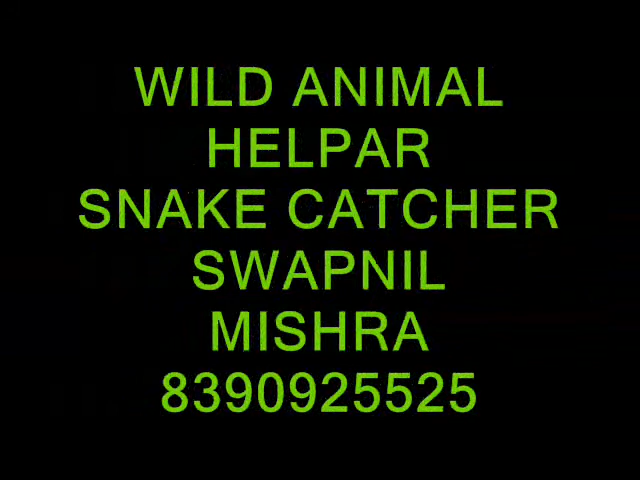 WILD ANIMAL
HELPAR
SNAKE CATCHER
SWAPNIL
MISHRA
8390925525